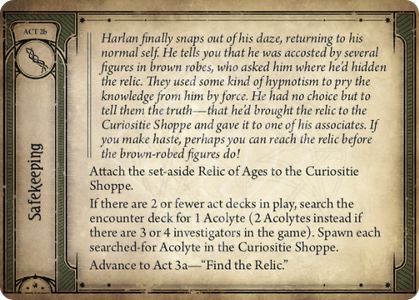 ACT 2b
Safekeeping
Harlan finally snaps out of his daze, returning to his
normal self. He tells you that he was accosted by several
figures in brown robes, who asked him where he'd hidden
the relic. They used some kind of hypnotism to pry the
knowledge from him by force. He had no choice but to
tell them the truth—that he'd brought the relic to the
Curiositie Shoppe and gave it to one of his associates. If
you make haste, perhaps you can reach the relic before
the brown-robed figures do!
Attach the set-aside Relic of Ages to the Curiositie
Shoppe.
If there are 2 or fewer act decks in play, search the
encounter deck for 1 Acolyte (2 Acolytes instead if
there are 3 or 4 investigators in the game). Spawn each
searched-for Acolyte in the Curiositie Shoppe.
Advance to Act 3a—“Find the Relic.”